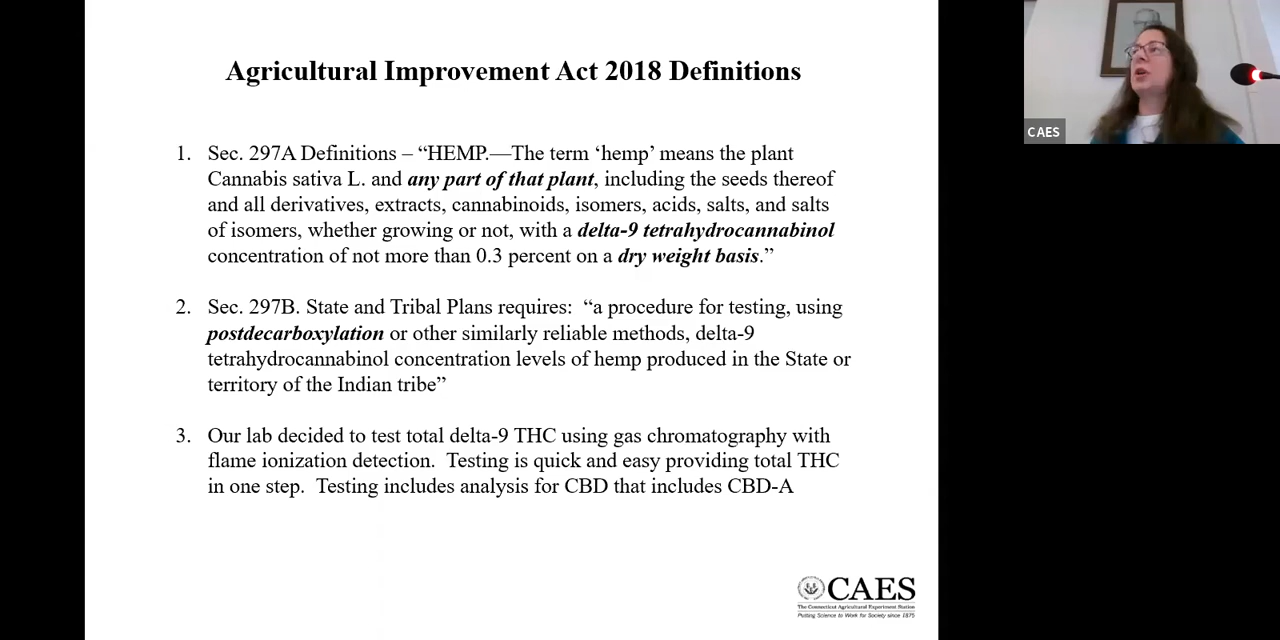 Agricultural Improvement Act 2018 Definitions
1. Sec. 297A Definitions – “HEMP.—The term ‘hemp’ means the plant
Cannabis sativa L. and any part of that plant, including the seeds thereof
and all derivatives, extracts, cannabinoids, isomers, acids, salts, and salts
of isomers, whether growing or not, with a delta-9 tetrahydrocannabinol
concentration of not more than 0.3 percent on a dry weight basis.”
2. Sec. 297B. State and Tribal Plans requires: “a procedure for testing, using
postdecarboxylation or other similarly reliable methods, delta-9
tetrahydrocannabinol concentration levels of hemp produced in the State or
territory of the Indian tribe”
3. Our lab decided to test total delta-9 THC using gas chromatography with
flame ionization detection. Testing is quick and easy providing total THC
in one step. Testing includes analysis for CBD that includes CBD-A
CAES
The Connecticut Agricultural Experiment Station
Putting Science to Work for Society since 1875
CAES